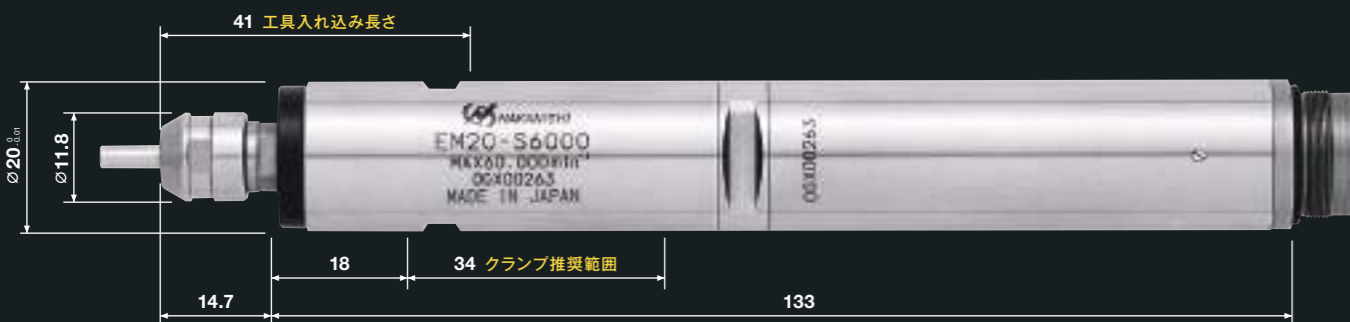 41 工具入れ込み長さ
Ø20 0 -0.01
Ø11.8
NAKANISHI
EM20-S6000
MAX60,000min⁻¹
OGX00263
MADE IN JAPAN
OGX00263
18
34 クランプ推奨範囲
14.7
133